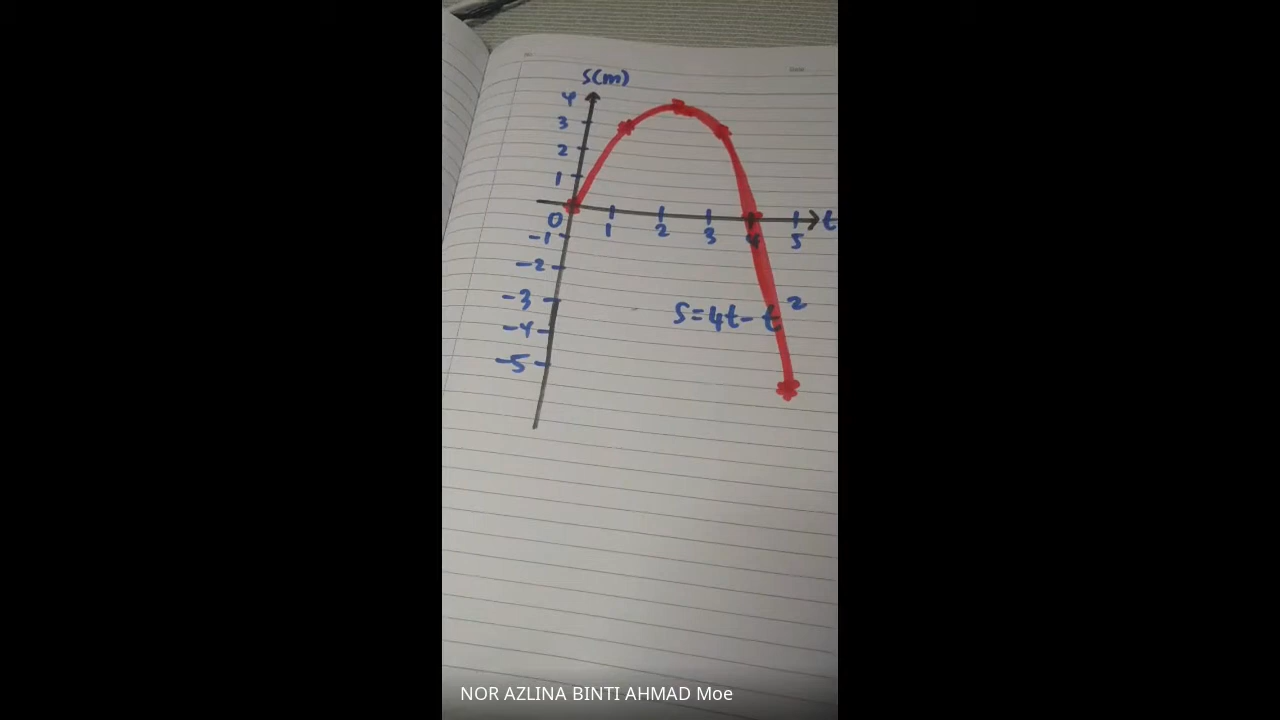 s(m)
4
3
2
1
0
1 2 3 4 5 t
-1
-2
-3
-4
-5
s=4t-t²
Date
NOR AZLINA BINTI AHMAD Moe